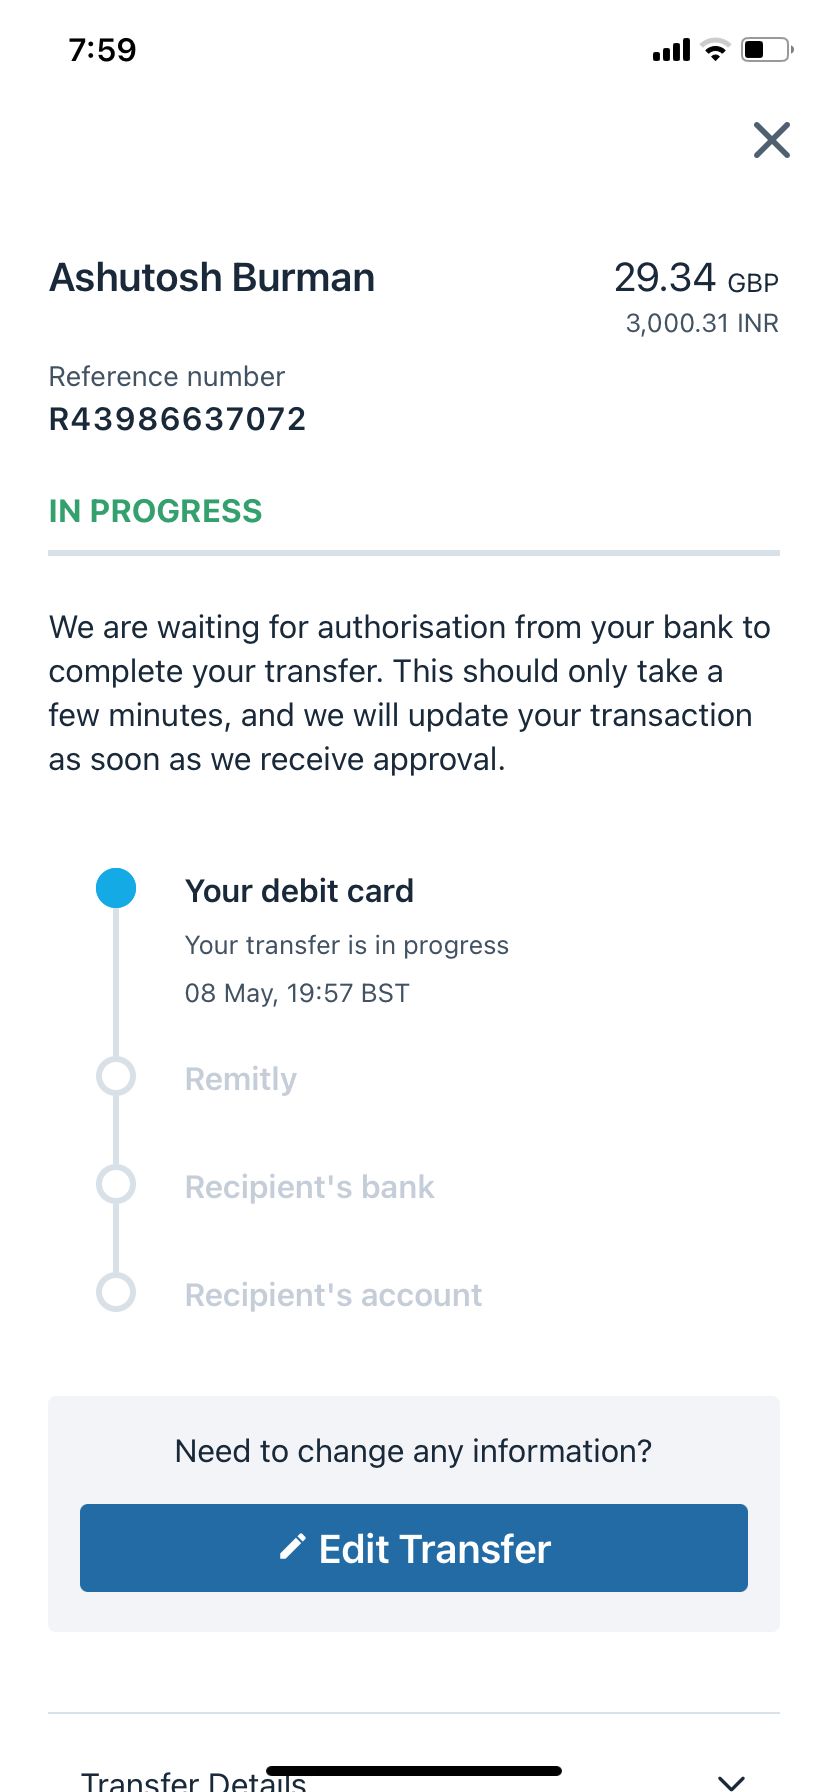 7:59
Ashutosh Burman
29.34 GBP
3,000.31 INR
Reference number
R43986637072
IN PROGRESS
We are waiting for authorisation from your bank to
complete your transfer. This should only take a
few minutes, and we will update your transaction
as soon as we receive approval.
Your debit card
Your transfer is in progress
08 May, 19:57 BST
Remitly
Recipient's bank
Recipient's account
Need to change any information?
Edit Transfer
Transfer Details